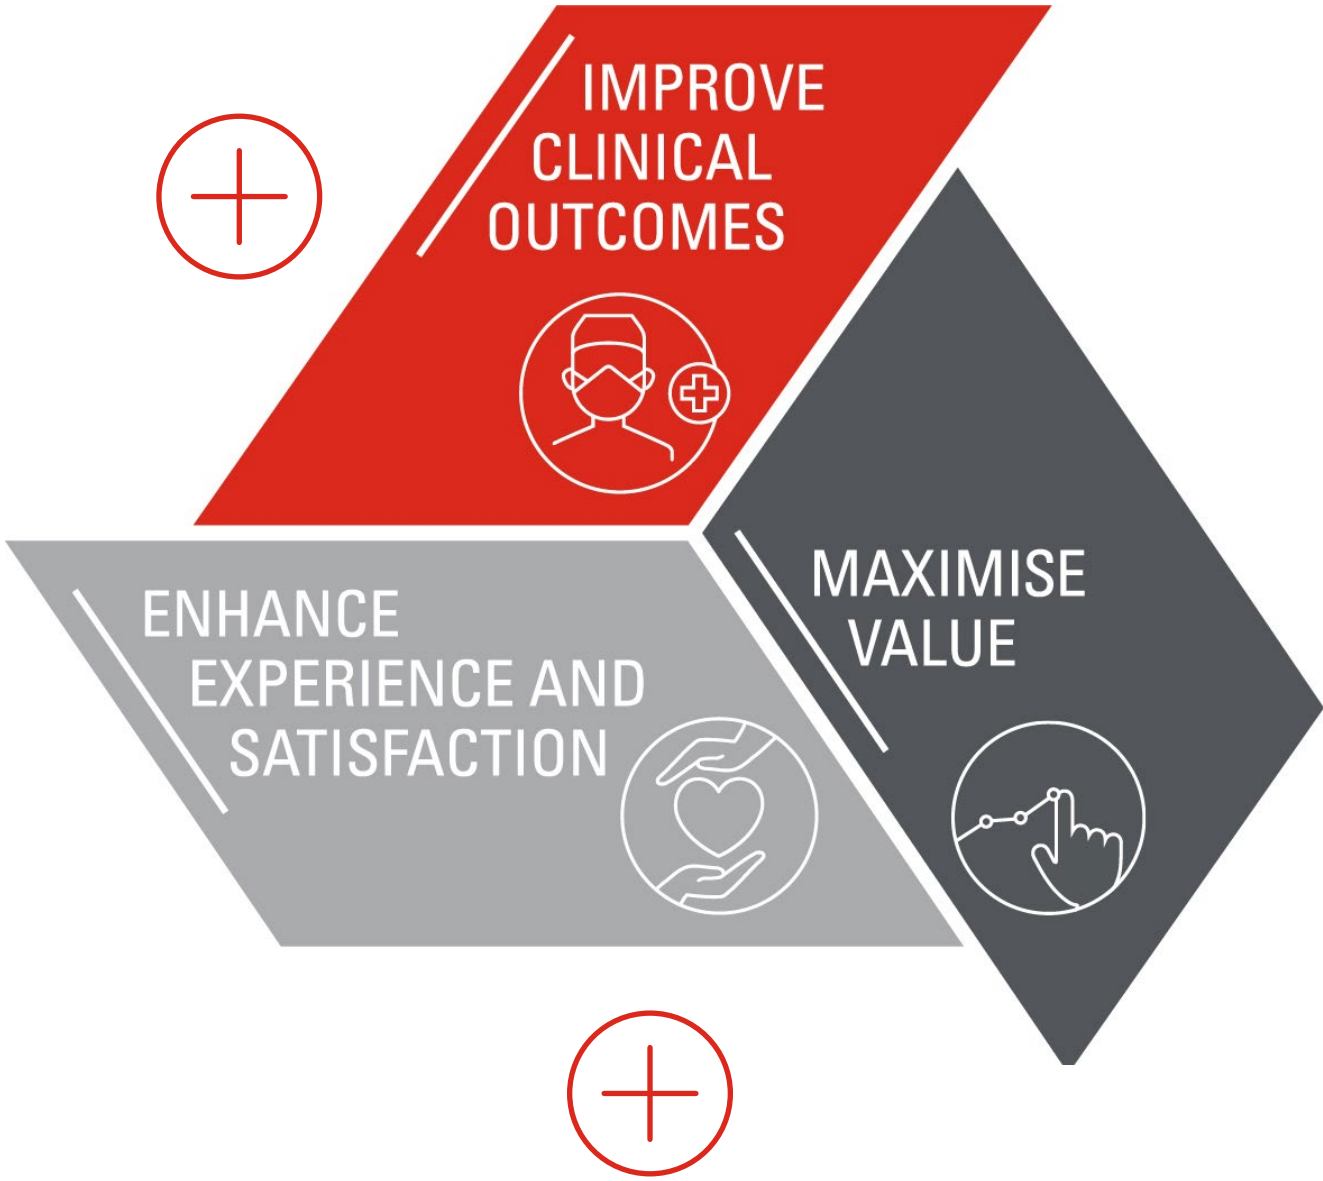 IMPROVE
CLINICAL
OUTCOMES
MAXIMISE
VALUE
ENHANCE
EXPERIENCE AND
SATISFACTION